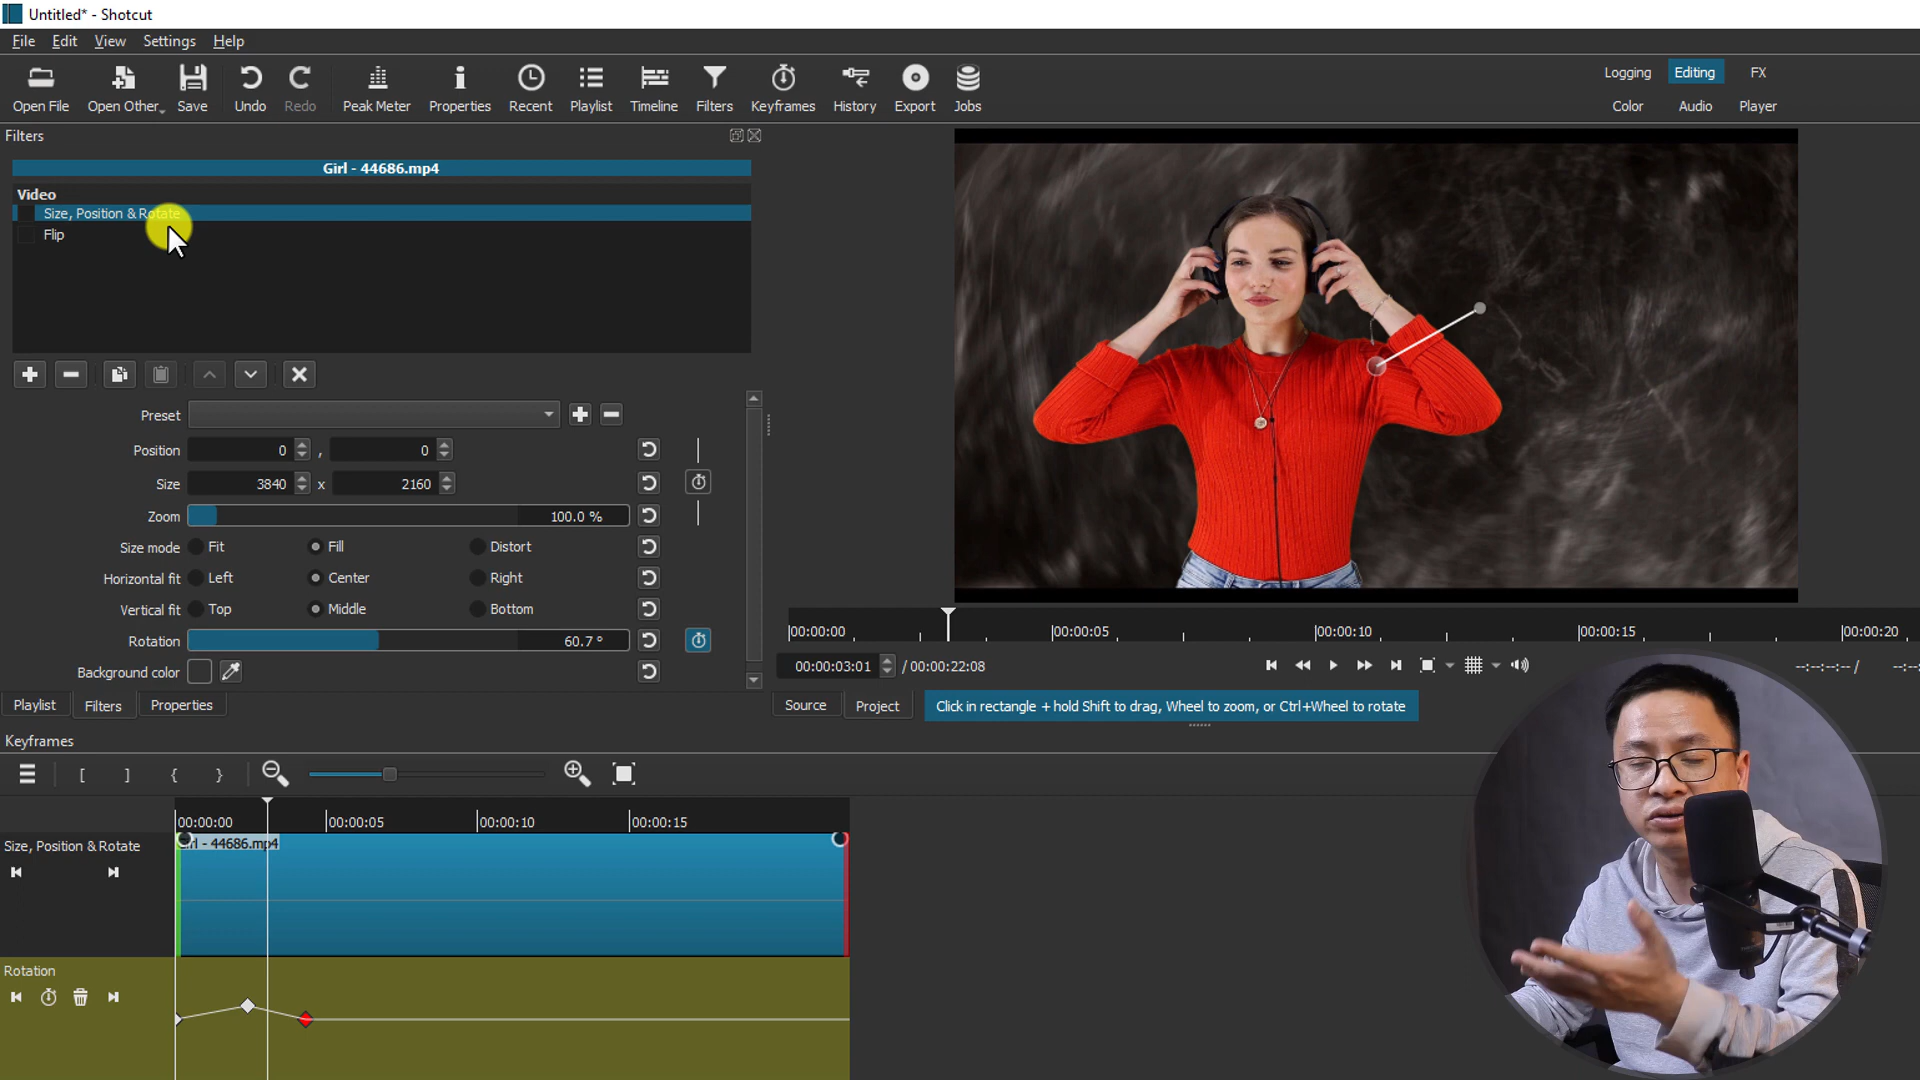 Untitled* - Shotcut
File Edit View Settings Help
Open File Open Other Save Undo Redo Peak Meter Properties Recent Playlist Timeline Filters Keyframes History Export Jobs
Logging Editing FX
Color Audio Player
Filters
Girl - 44686.mp4
Video
Size, Position & Rotate
Flip
Preset
Position 0 , 0
Size 3840 x 2160
Zoom 100.0 %
Size mode Fit Fill Distort
Horizontal fit Left Center Right
Vertical fit Top Middle Bottom
Rotation 60.7 °
Background color
Playlist Filters Properties
00:00:00 00:00:05 00:00:10 00:00:15 00:00:20
00:00:03:01 / 00:00:22:08 --:--:--:-- / --:--
Source Project Click in rectangle + hold Shift to drag, Wheel to zoom, or Ctrl+Wheel to rotate
Keyframes
[ ] { }
00:00:00 00:00:05 00:00:10 00:00:15
Size, Position & Rotate
- 44686.mp4
Rotation